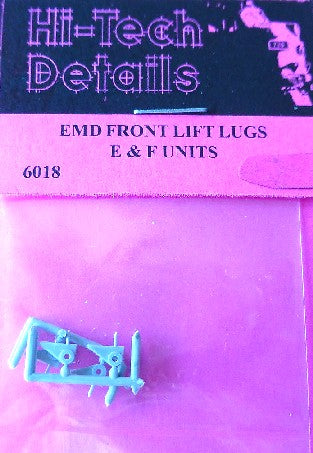 Hi-Tech
Details
EMD FRONT LIFT LUGS
E & F UNITS
6018